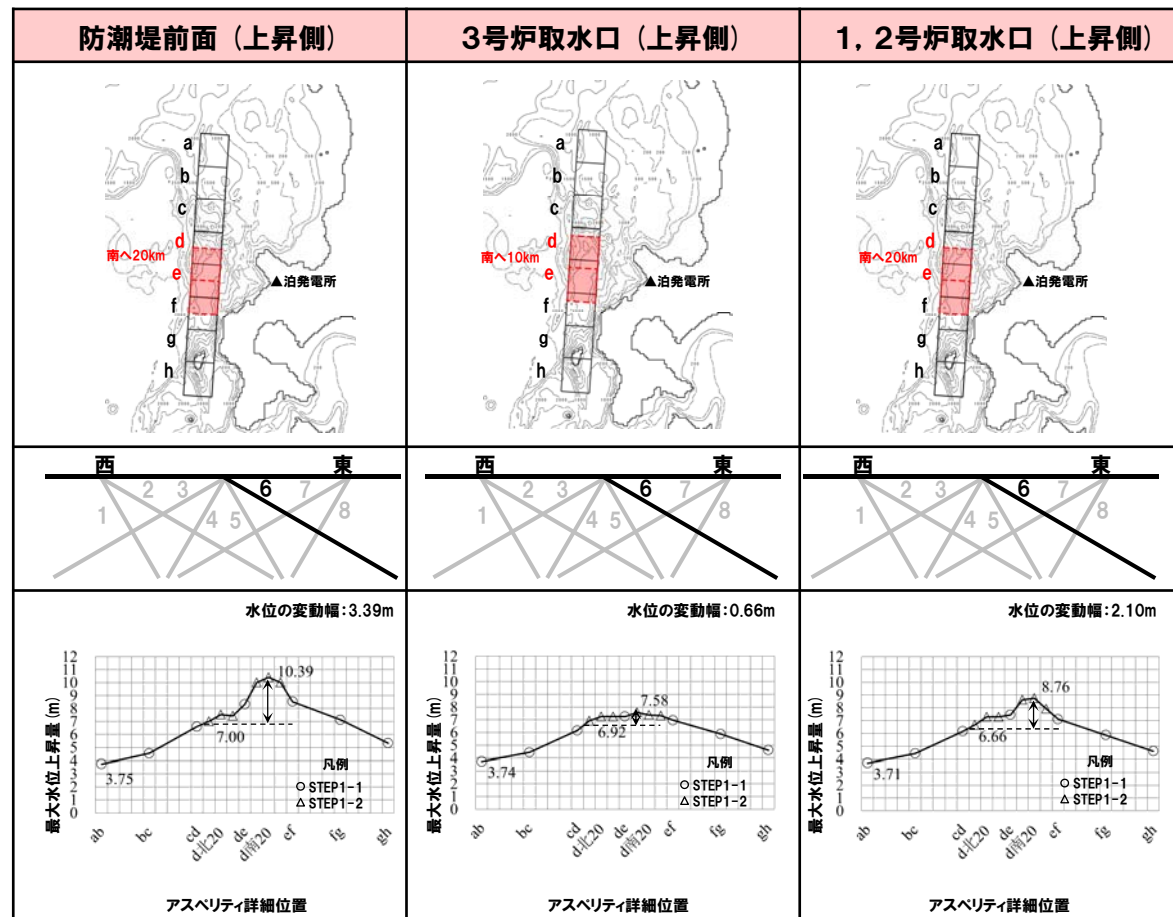 防潮堤前面（上昇側）
3号炉取水口（上昇側）
1，2号炉取水口（上昇側）
a
b
c
d
南へ20km
e
▲泊発電所
f
g
h
a
b
c
d
南へ10km
e
▲泊発電所
f
g
h
a
b
c
d
南へ20km
e
▲泊発電所
f
g
h
西 東
1 2 3 4 5 6 7 8
西 東
1 2 3 4 5 6 7 8
西 東
1 2 3 4 5 6 7 8
水位の変動幅：3.39m
最大水位上昇量（m）
12
11
10
9
8
7
6
5
4
3
2
1
0
10.39
7.00
3.75
凡例
○ STEP1-1
△ STEP1-2
ab bc cd d-北20 de d南20 ef fg gh
アスペリティ詳細位置
水位の変動幅：0.66m
最大水位上昇量（m）
12
11
10
9
8
7
6
5
4
3
2
1
0
7.58
6.92
3.74
凡例
○ STEP1-1
△ STEP1-2
ab bc cd d-北20 de d南20 ef fg gh
アスペリティ詳細位置
水位の変動幅：2.10m
最大水位上昇量（m）
12
11
10
9
8
7
6
5
4
3
2
1
0
8.76
6.66
3.71
凡例
○ STEP1-1
△ STEP1-2
ab bc cd d-北20 de d南20 ef fg gh
アスペリティ詳細位置